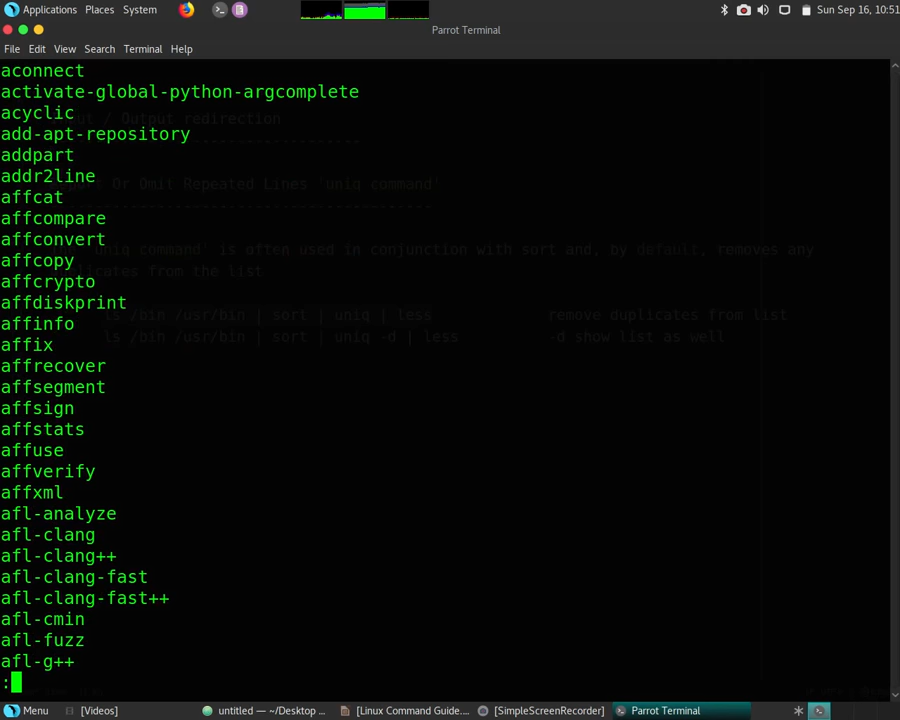 Applications Places System
Sun Sep 16, 10:51
Parrot Terminal
File Edit View Search Terminal Help
aconnect
activate-global-python-argcomplete
acyclic
/ Output redirection
add-apt-repository
addpart
addr2line
Or Omit Repeated Lines 'uniq command'
affcat
affcompare
affconvert
'uniq command' is often used in conjunction with sort and, by default, removes any
affcopy
duplicates from the list
affcrypto
affdiskprint
ls /bin /usr/bin | sort | uniq | less remove duplicates from list
affinfo
ls /bin /usr/bin | sort | uniq -d | less -d show list as well
affix
affrecover
affsegment
affsign
affstats
affuse
affverify
affxml
afl-analyze
afl-clang
afl-clang++
afl-clang-fast
afl-clang-fast++
afl-cmin
afl-fuzz
afl-g++
:
Menu [Videos] untitled — ~/Desktop ... [Linux Command Guide.... [SimpleScreenRecorder] Parrot Terminal